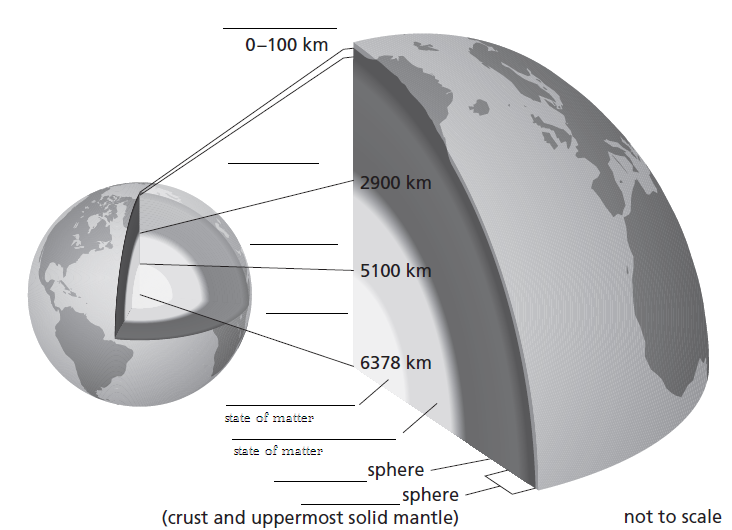 0–100 km
2900 km
5100 km
6378 km
state of matter
state of matter
sphere
sphere
(crust and uppermost solid mantle)
not to scale